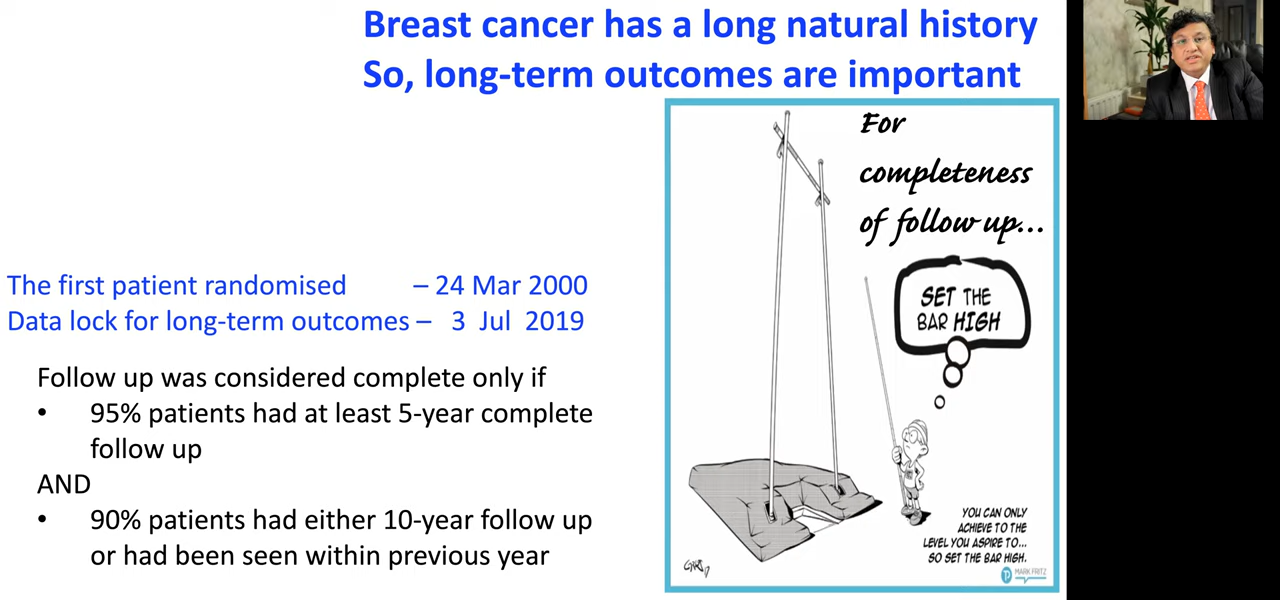 Breast cancer has a long natural history
So, long-term outcomes are important
The first patient randomised – 24 Mar 2000
Data lock for long-term outcomes – 3 Jul 2019
Follow up was considered complete only if
• 95% patients had at least 5-year complete
follow up
AND
• 90% patients had either 10-year follow up
or had been seen within previous year
For
completeness
of follow up...
SET THE
BAR HIGH
YOU CAN ONLY
ACHIEVE TO THE
LEVEL YOU ASPIRE TO...
SO SET THE BAR HIGH.
MARK FRITZ